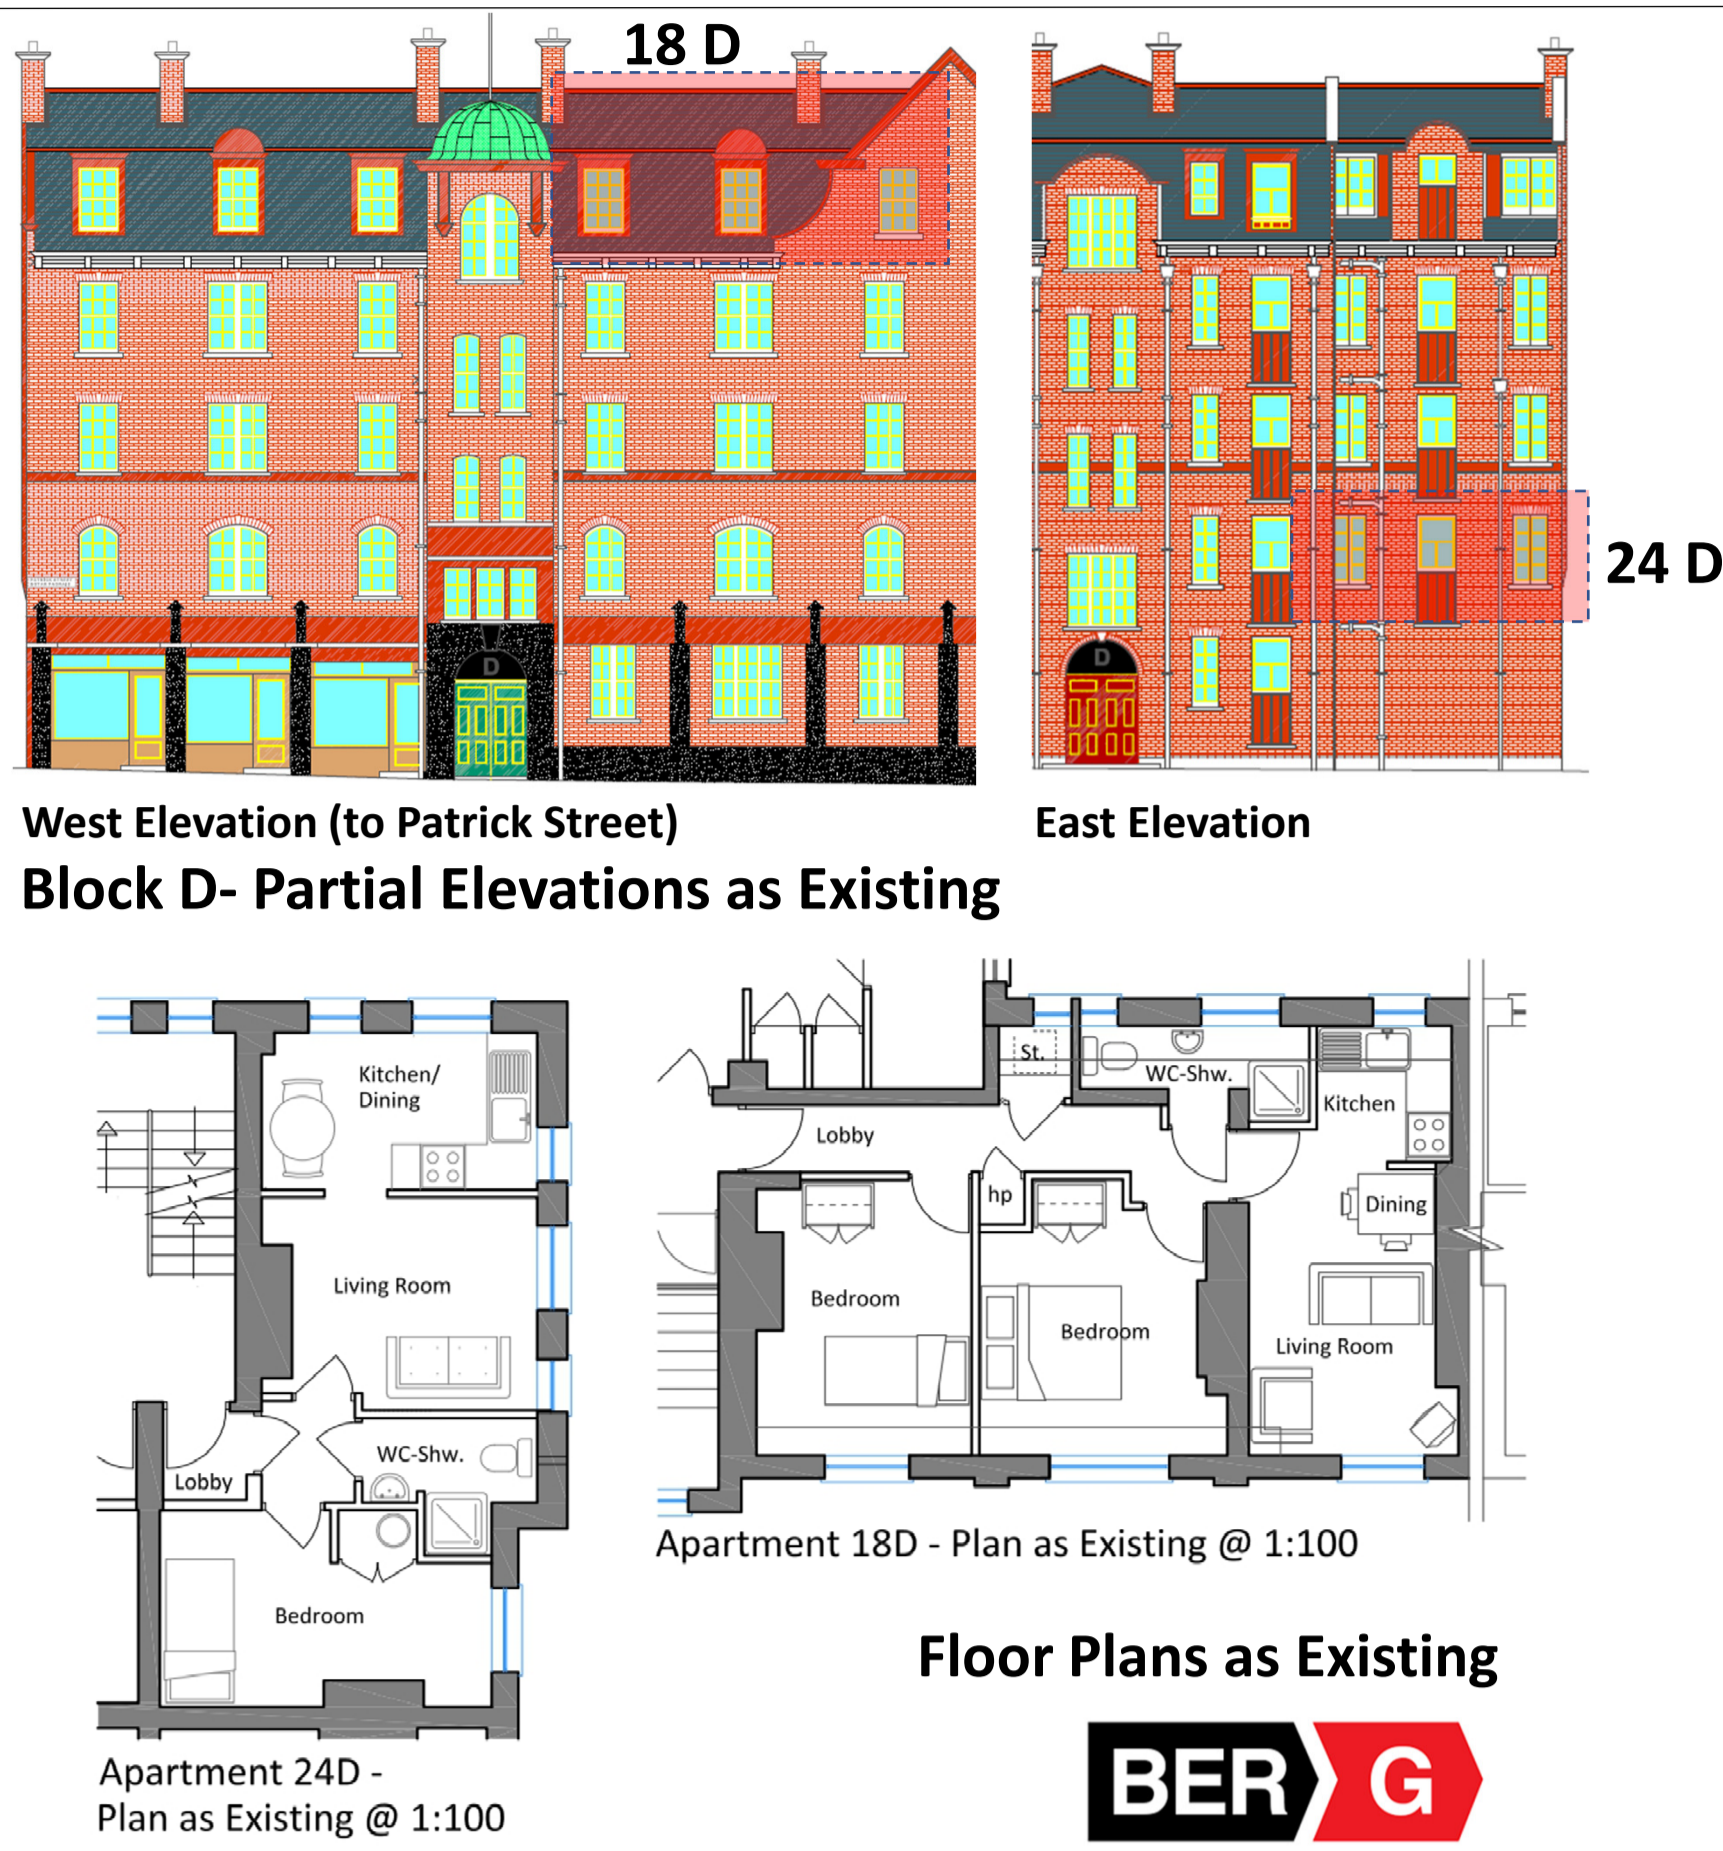 18 D
24 D
D
D
West Elevation (to Patrick Street)
East Elevation
Block D- Partial Elevations as Existing
Kitchen/
Dining
Living Room
WC-Shw.
Lobby
Bedroom
Apartment 24D -
Plan as Existing @ 1:100
St.
WC-Shw.
Kitchen
Lobby
hp
Dining
Bedroom
Bedroom
Living Room
Apartment 18D - Plan as Existing @ 1:100
Floor Plans as Existing
BER G